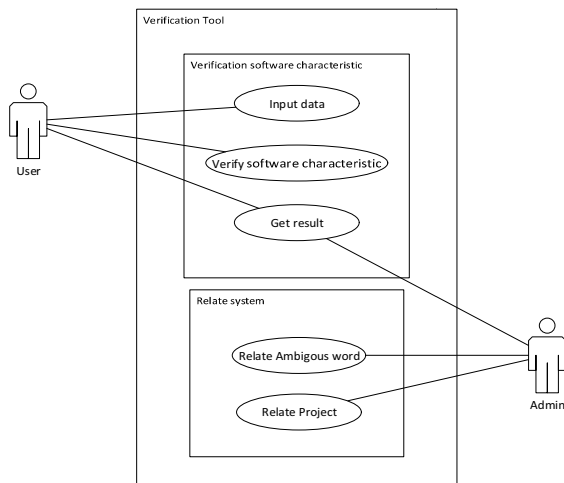 Verification Tool
Verification software characteristic
Input data
User
Verify software characteristic
Get result
Relate system
Relate Ambigous word
Admin
Relate Project